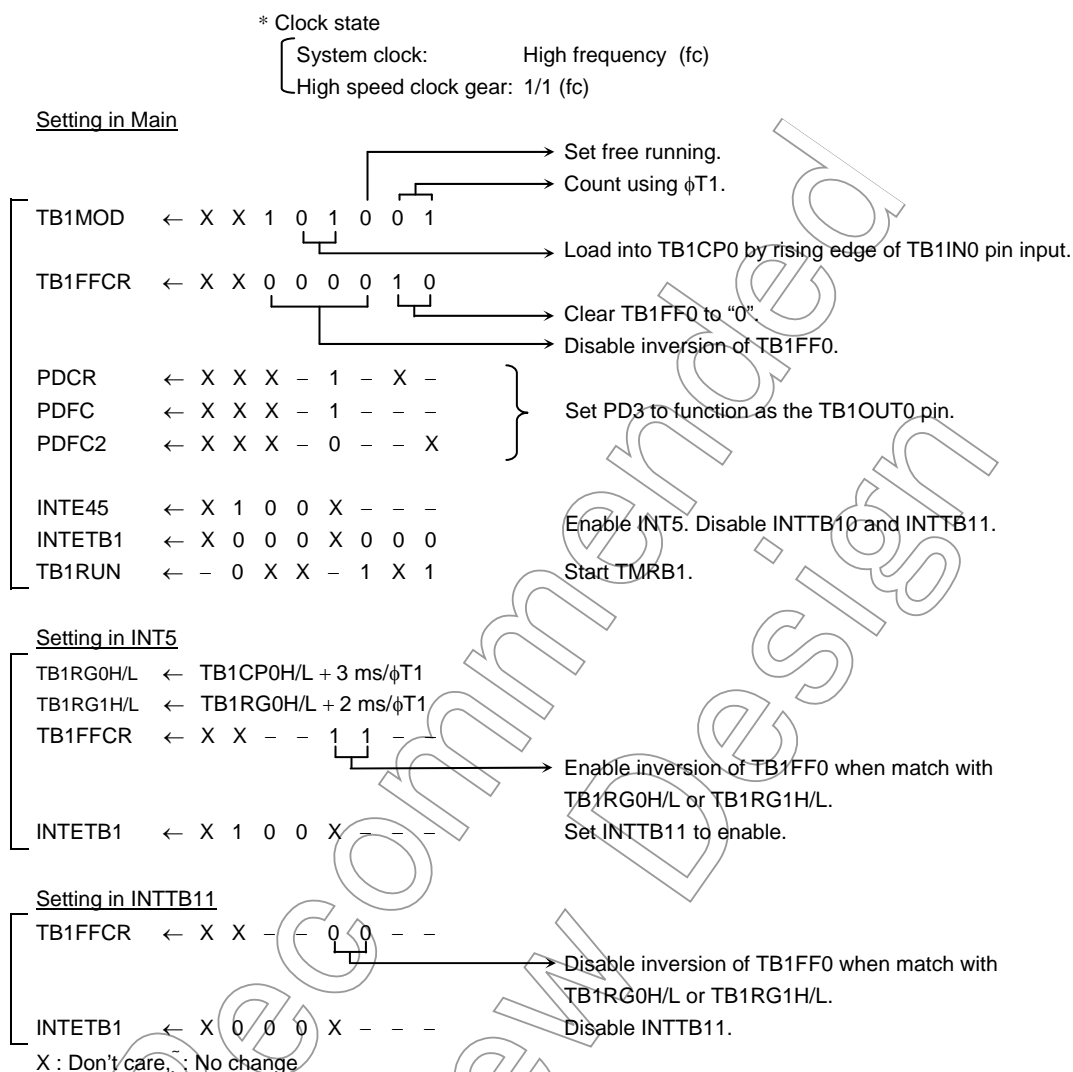 * Clock state
System clock: High frequency (fc)
High speed clock gear: 1/1 (fc)
Setting in Main
Set free running.
Count using ϕT1.
TB1MOD ← X X 1 0 1 0 0 1
Load into TB1CP0 by rising edge of TB1IN0 pin input.
TB1FFCR ← X X 0 0 0 0 1 0
Clear TB1FF0 to “0”.
Disable inversion of TB1FF0.
PDCR ← X X X – 1 – X –
PDFC ← X X X – 1 – – –
Set PD3 to function as the TB1OUT0 pin.
PDFC2 ← X X X – 0 – – X
INTE45 ← X 1 0 0 X – – –
Enable INT5. Disable INTTB10 and INTTB11.
INTETB1 ← X 0 0 0 X 0 0 0
TB1RUN ← – 0 X X – 1 X 1 Start TMRB1.
Setting in INT5
TB1RG0H/L ← TB1CP0H/L + 3 ms/ϕT1
TB1RG1H/L ← TB1RG0H/L + 2 ms/ϕT1
TB1FFCR ← X X – – 1 1 – –
Enable inversion of TB1FF0 when match with
TB1RG0H/L or TB1RG1H/L.
INTETB1 ← X 1 0 0 X – – – Set INTTB11 to enable.
Setting in INTTB11
TB1FFCR ← X X – – 0 0 – –
Disable inversion of TB1FF0 when match with
TB1RG0H/L or TB1RG1H/L.
INTETB1 ← X 0 0 0 X – – – Disable INTTB11.
X : Don’t care, ~: No change
Recommended
New Design